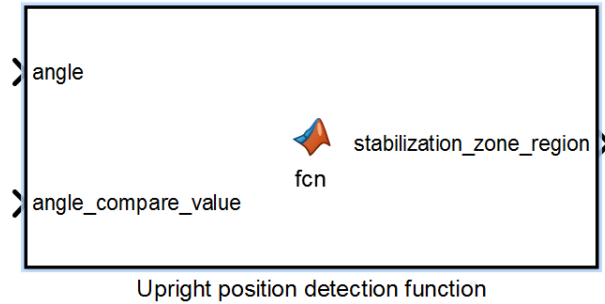 angle
stabilization_zone_region
fcn
angle_compare_value
Upright position detection function